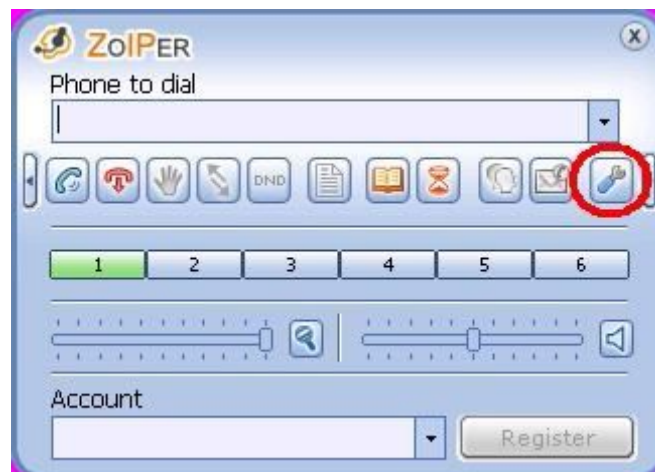 ZoIPer
Phone to dial
DND
1 2 3 4 5 6
Account
Register